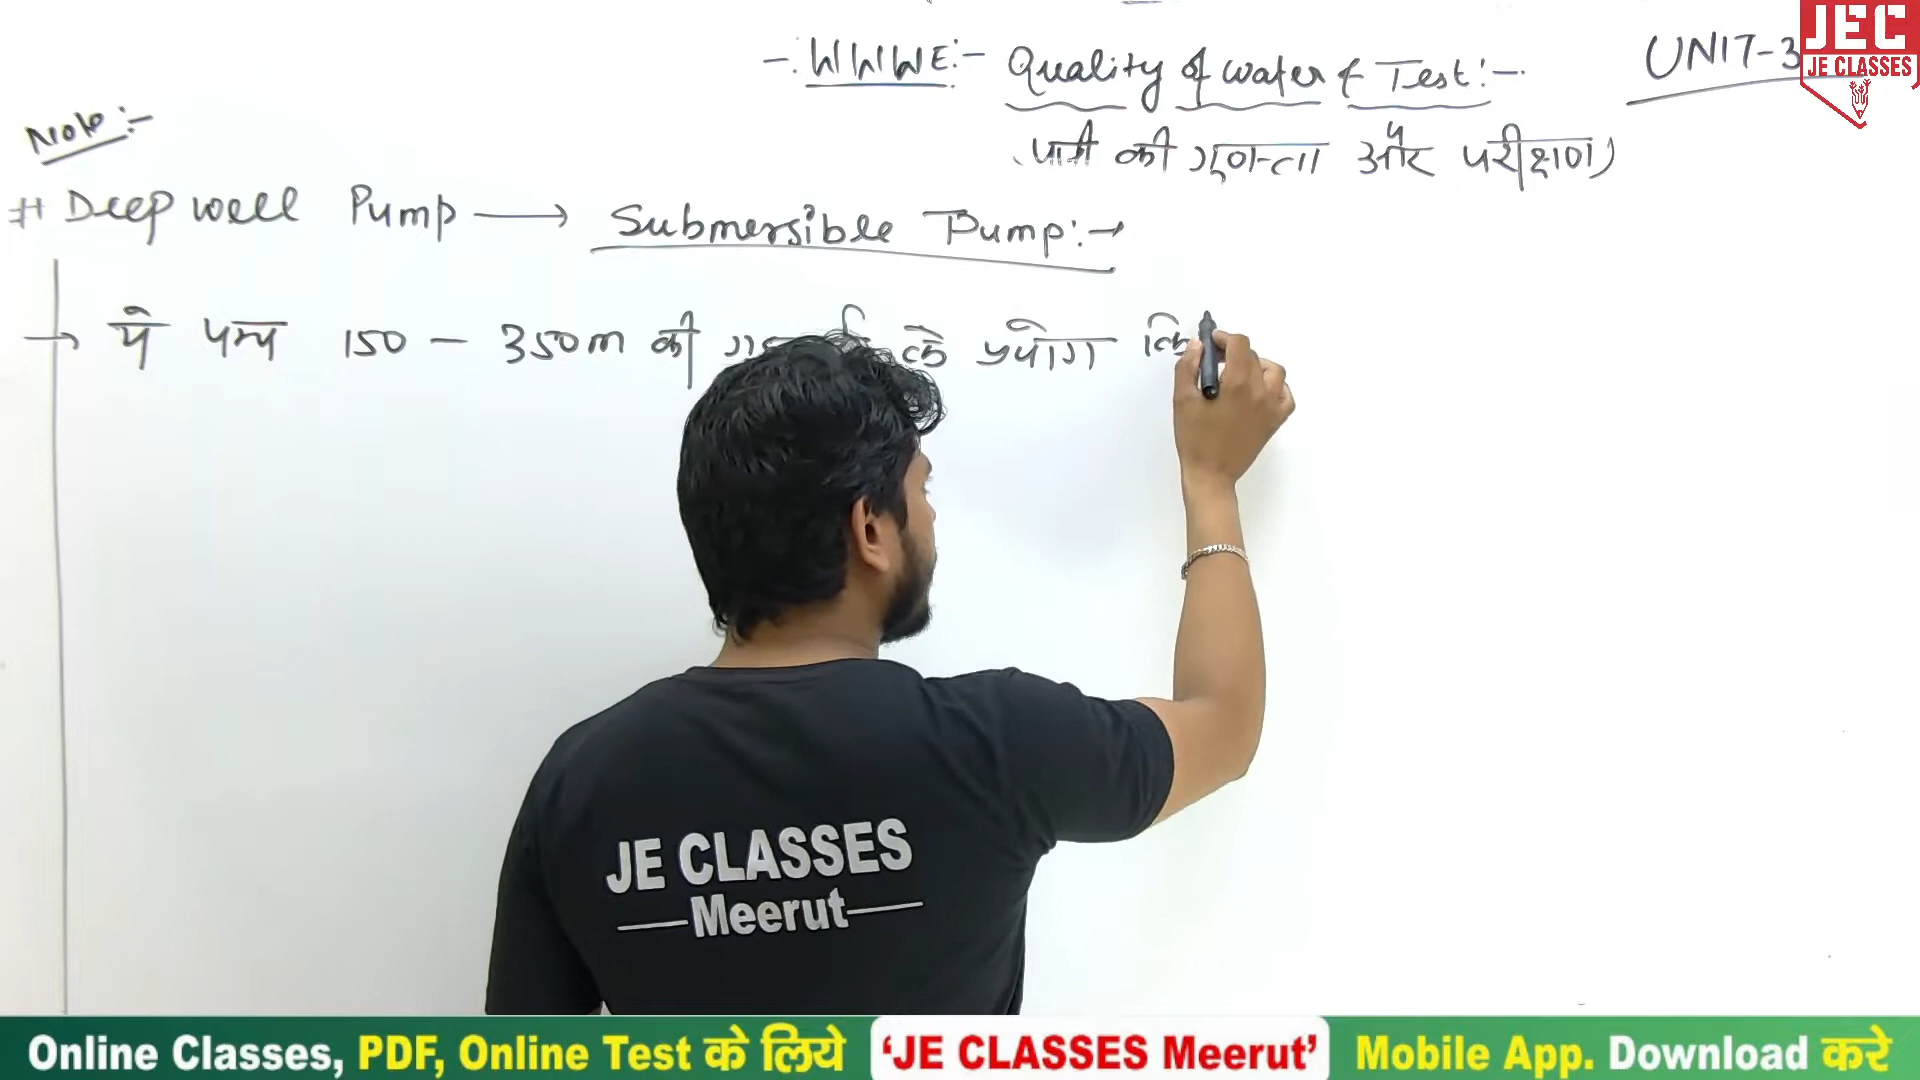 -: WWWE:- Quality of water & Test:-
UNIT-3
JEC
JE CLASSES
पानी की गुणवत्ता और परीक्षण)
Note:-
# Deep well Pump → Submersible Pump:→
→ ये पम्प 150 - 350m की के प्रयोग
JE CLASSES
Meerut
Online Classes, PDF, Online Test के लिये 'JE CLASSES Meerut' Mobile App. Download करे